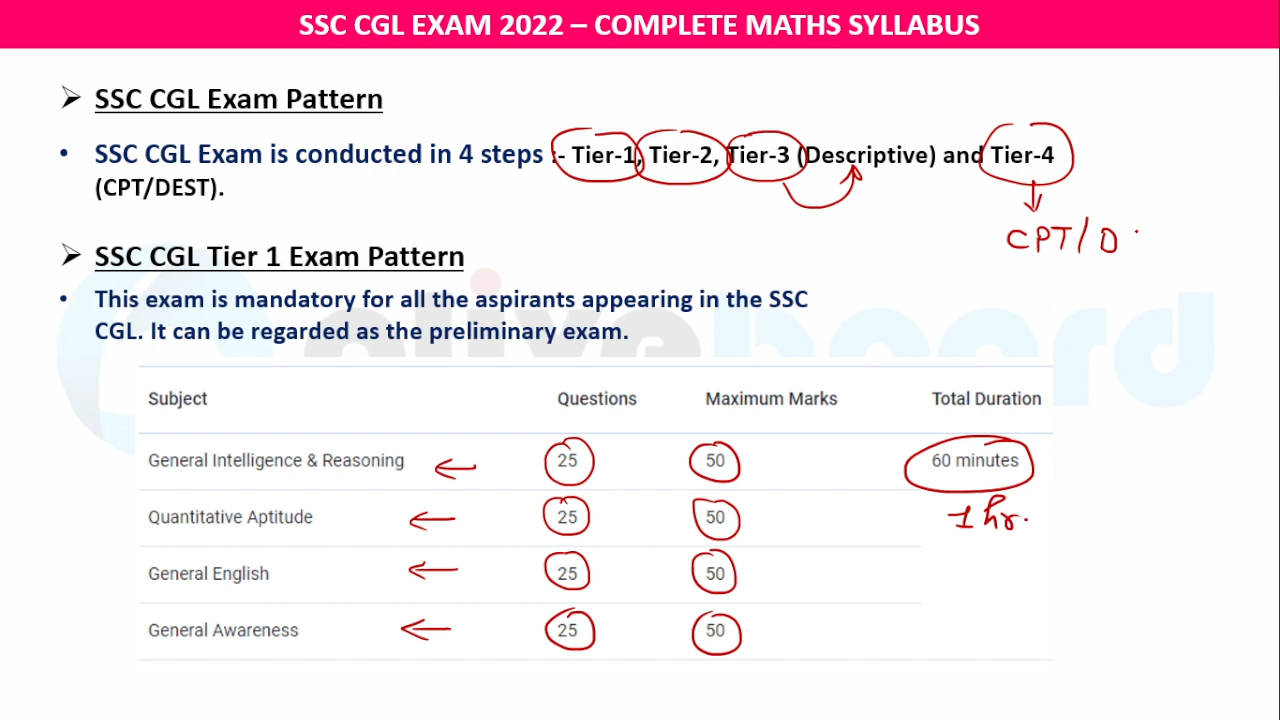 SSC CGL EXAM 2022 – COMPLETE MATHS SYLLABUS
➢ SSC CGL Exam Pattern
• SSC CGL Exam is conducted in 4 steps :- Tier-1, Tier-2, Tier-3 (Descriptive) and Tier-4
(CPT/DEST).
CPT/D
➢ SSC CGL Tier 1 Exam Pattern
• This exam is mandatory for all the aspirants appearing in the SSC
CGL. It can be regarded as the preliminary exam.
oliveboard
Subject Questions Maximum Marks Total Duration
General Intelligence & Reasoning 25 50 60 minutes
Quantitative Aptitude 25 50 1 hr.
General English 25 50
General Awareness 25 50